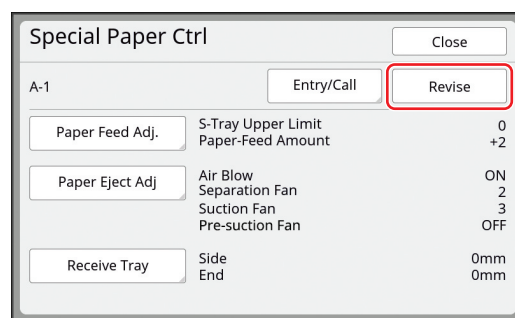 Special Paper Ctrl
Close
A-1
Entry/Call
Revise
Paper Feed Adj.
S-Tray Upper Limit 0
Paper-Feed Amount +2
Paper Eject Adj
Air Blow ON
Separation Fan 2
Suction Fan 3
Pre-suction Fan OFF
Receive Tray
Side 0mm
End 0mm